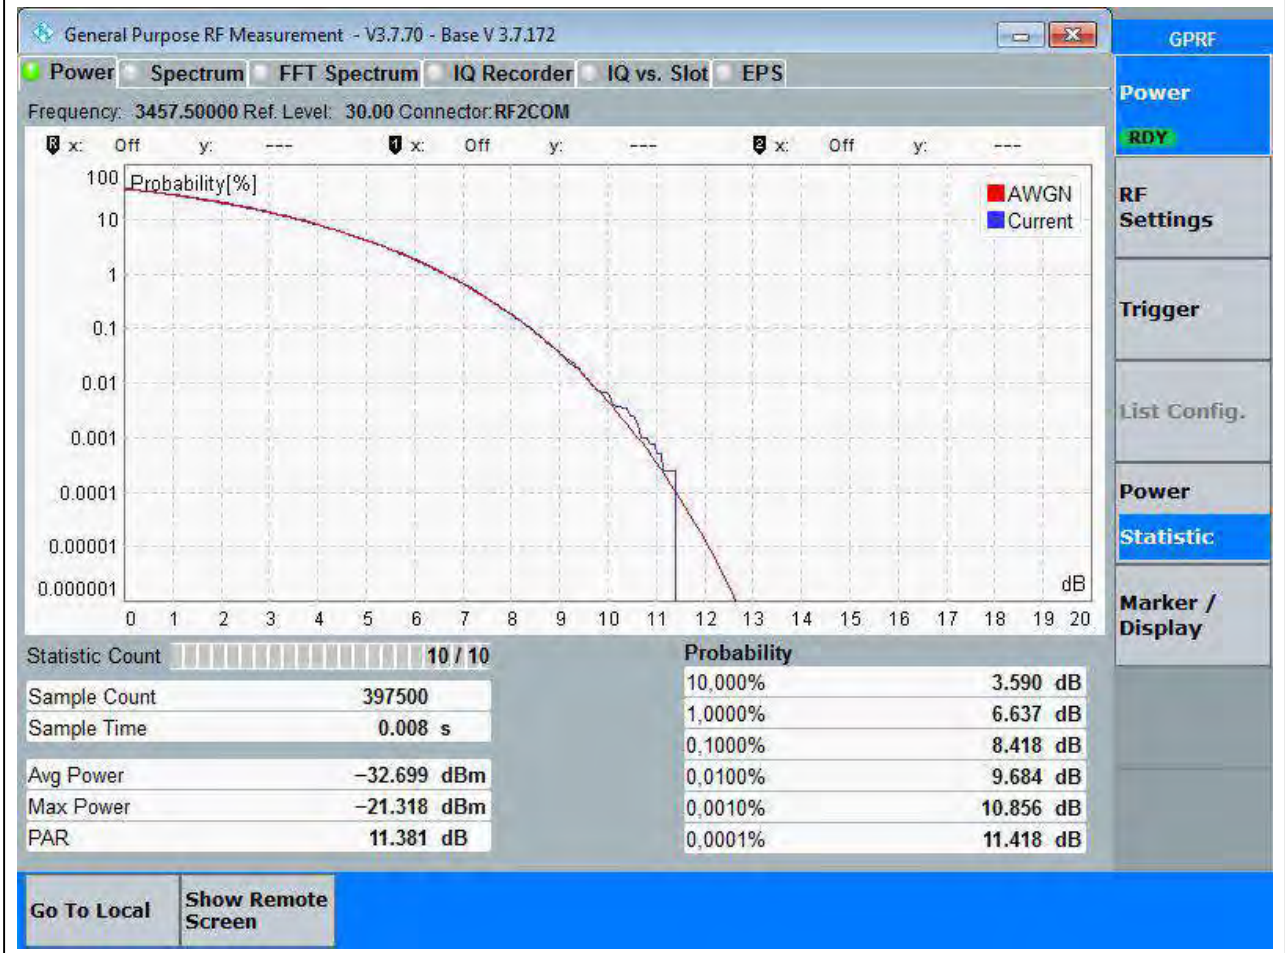 General Purpose RF Measurement - V3.7.70 - Base V 3.7.172
GPRF
Power Spectrum FFT Spectrum IQ Recorder IQ vs. Slot EPS
Frequency: 3457.50000 Ref. Level: 30.00 Connector:RF2COM
R x: Off y: --- 1 x: Off y: --- 2 x: Off y: ---
Probability[%]
AWGN
Current
100
10
1
0.1
0.01
0.001
0.0001
0.00001
0.000001
dB
0 1 2 3 4 5 6 7 8 9 10 11 12 13 14 15 16 17 18 19 20
Statistic Count 10 / 10
Sample Count 397500
Sample Time 0.008 s
Avg Power −32.699 dBm
Max Power −21.318 dBm
PAR 11.381 dB
Probability
10,000% 3.590 dB
1,0000% 6.637 dB
0,1000% 8.418 dB
0,0100% 9.684 dB
0,0010% 10.856 dB
0,0001% 11.418 dB
Power
RDY
RF
Settings
Trigger
List Config.
Power
Statistic
Marker /
Display
Go To Local
Show Remote
Screen